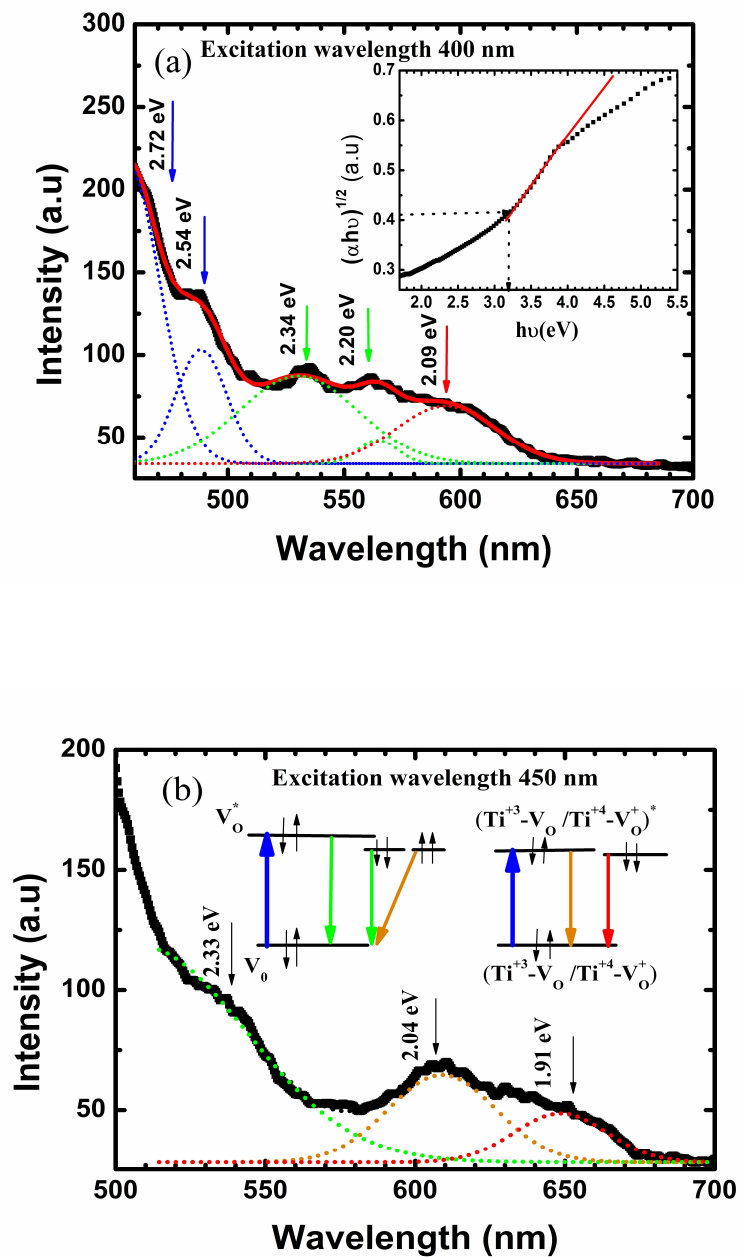 (a) Excitation wavelength 400 nm
300
250
200
150
100
50
Intensity (a.u)
2.72 eV
2.54 eV
2.34 eV
2.20 eV
2.09 eV
0.7
0.6
0.5
0.4
0.3
(αhυ)^1/2 (a.u)
2.0 2.5 3.0 3.5 4.0 4.5 5.0 5.5
hυ(eV)
500 550 600 650 700
Wavelength (nm)
(b) Excitation wavelength 450 nm
200
150
100
50
Intensity (a.u)
V_O^*
V_0
(Ti^+3-V_O /Ti^+4-V_O^+)^*
(Ti^+3-V_O /Ti^+4-V_O^+)
2.33 eV
2.04 eV
1.91 eV
500 550 600 650 700
Wavelength (nm)